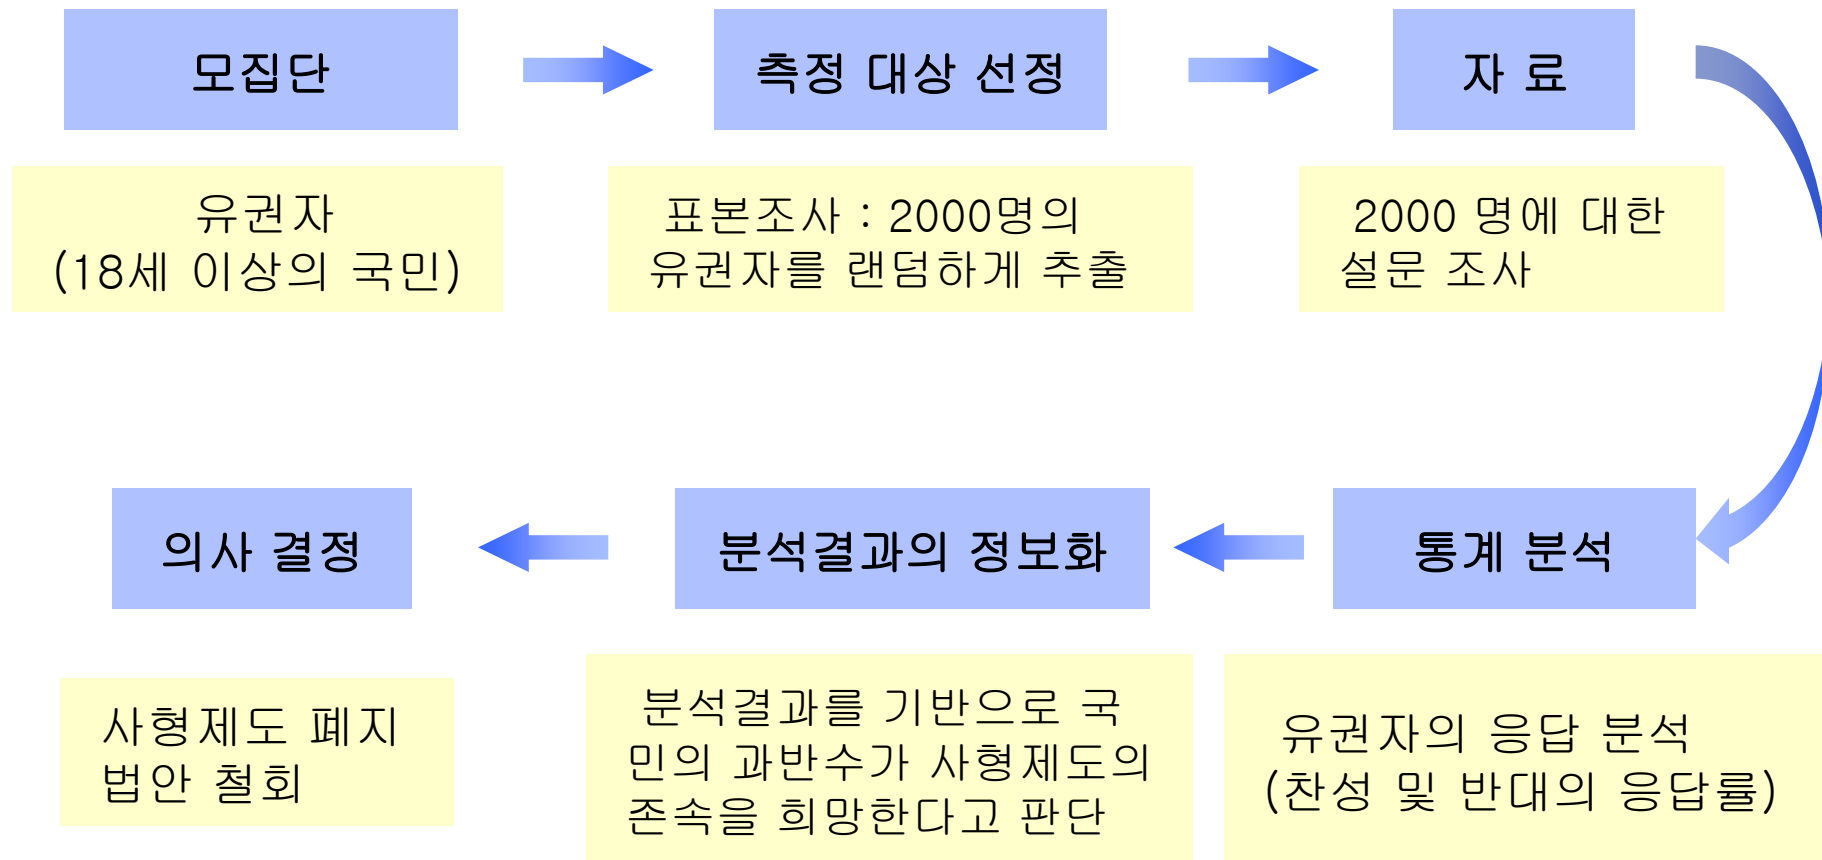 모집단
측정 대상 선정
자 료
유권자
(18세 이상의 국민)
표본조사 : 2000명의
유권자를 랜덤하게 추출
2000 명에 대한
설문 조사
의사 결정
분석결과의 정보화
통계 분석
사형제도 폐지
법안 철회
분석결과를 기반으로 국
민의 과반수가 사형제도의
존속을 희망한다고 판단
유권자의 응답 분석
(찬성 및 반대의 응답률)